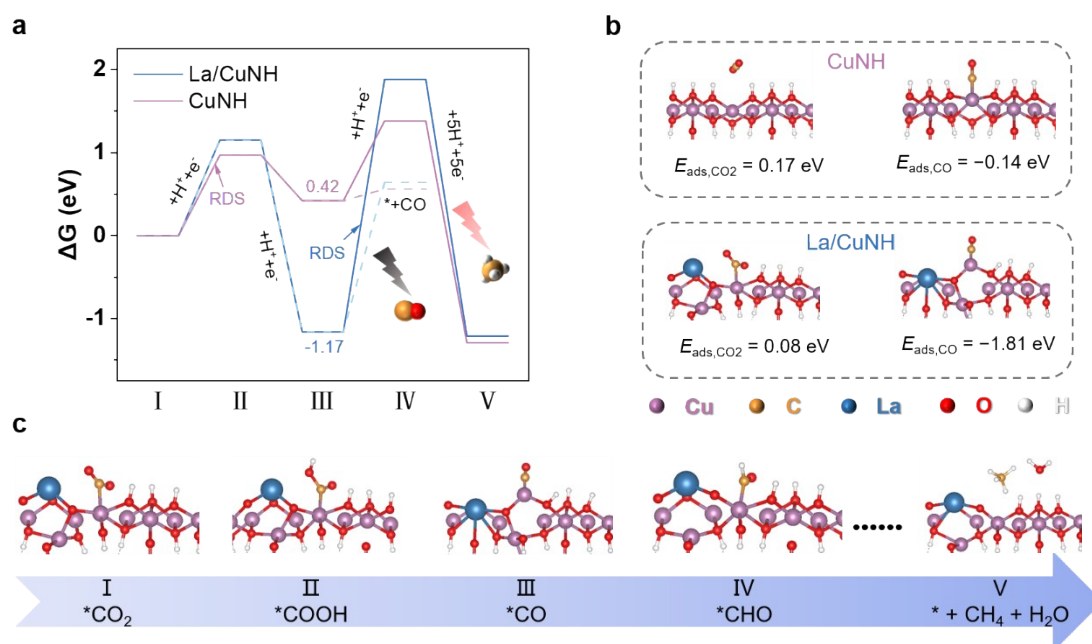 a
La/CuNH
CuNH
ΔG (eV)
2
1
0
-1
+H⁺+e⁻
RDS
+H⁺+e⁻
0.42
-1.17
+H⁺+e⁻
RDS
*+CO
+5H⁺+5e⁻
Ⅰ Ⅱ Ⅲ Ⅳ Ⅴ
b
CuNH
E_ads,CO2 = 0.17 eV
E_ads,CO = −0.14 eV
La/CuNH
E_ads,CO2 = 0.08 eV
E_ads,CO = −1.81 eV
Cu C La O H
c
Ⅰ Ⅱ Ⅲ Ⅳ Ⅴ
*CO₂ *COOH *CO *CHO * + CH₄ + H₂O